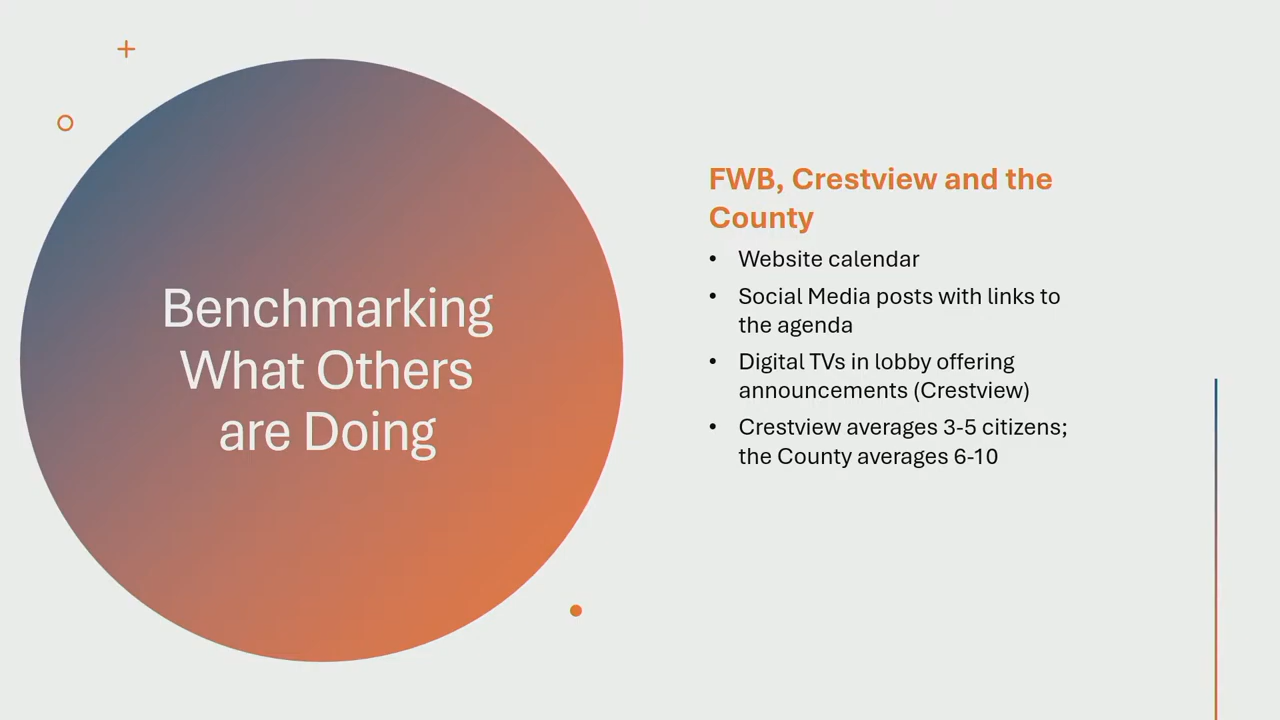 Benchmarking
What Others
are Doing
FWB, Crestview and the
County
• Website calendar
• Social Media posts with links to
the agenda
• Digital TVs in lobby offering
announcements (Crestview)
• Crestview averages 3-5 citizens;
the County averages 6-10